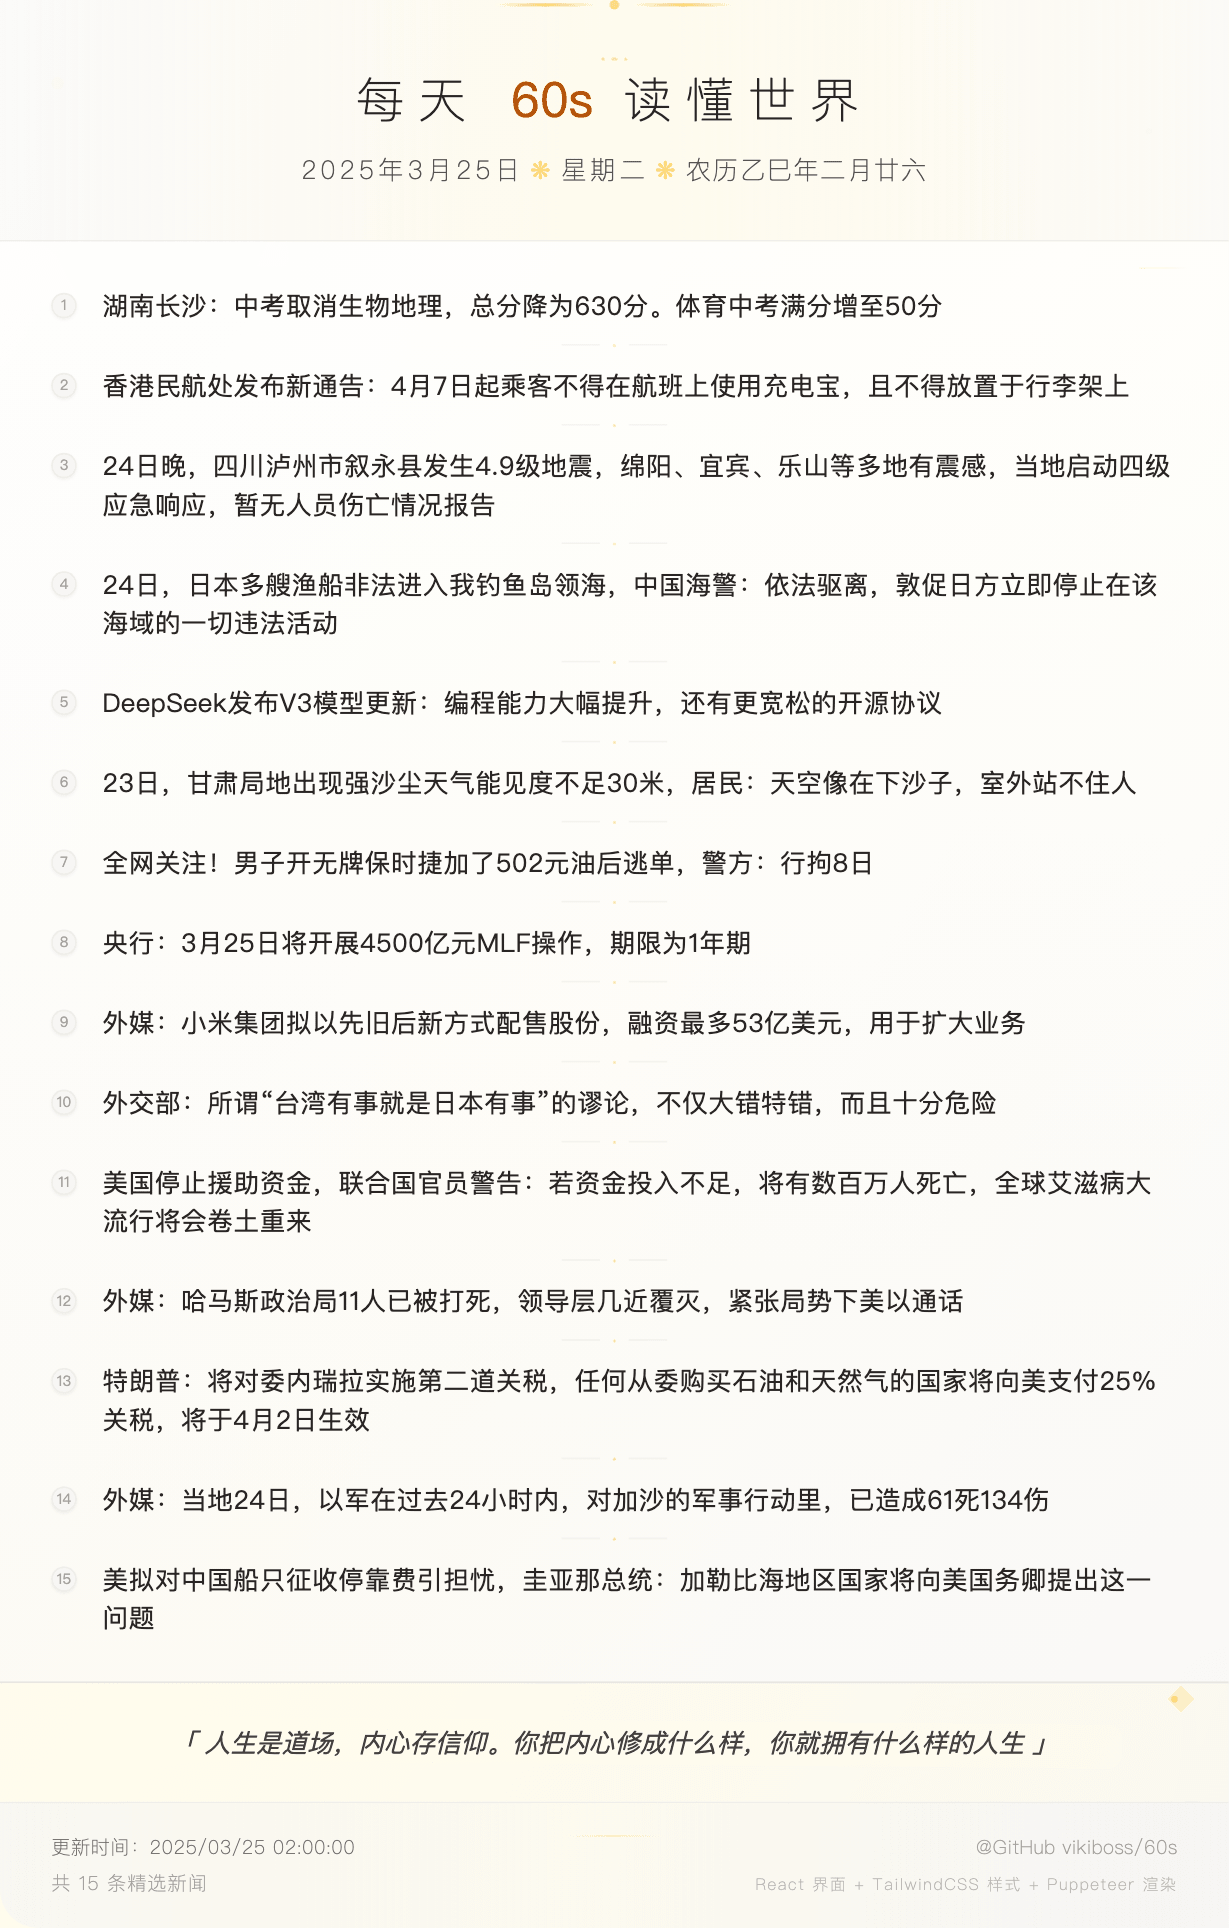 每天 60s 读懂世界
2025年3月25日 ❋ 星期二 ❋ 农历乙巳年二月廿六
1 湖南长沙：中考取消生物地理，总分降为630分。体育中考满分增至50分
2 香港民航处发布新通告：4月7日起乘客不得在航班上使用充电宝，且不得放置于行李架上
3 24日晚，四川泸州市叙永县发生4.9级地震，绵阳、宜宾、乐山等多地有震感，当地启动四级
应急响应，暂无人员伤亡情况报告
4 24日，日本多艘渔船非法进入我钓鱼岛领海，中国海警：依法驱离，敦促日方立即停止在该
海域的一切违法活动
5 DeepSeek发布V3模型更新：编程能力大幅提升，还有更宽松的开源协议
6 23日，甘肃局地出现强沙尘天气能见度不足30米，居民：天空像在下沙子，室外站不住人
7 全网关注！男子开无牌保时捷加了502元油后逃单，警方：行拘8日
8 央行：3月25日将开展4500亿元MLF操作，期限为1年期
9 外媒：小米集团拟以先旧后新方式配售股份，融资最多53亿美元，用于扩大业务
10 外交部：所谓“台湾有事就是日本有事”的谬论，不仅大错特错，而且十分危险
11 美国停止援助资金，联合国官员警告：若资金投入不足，将有数百万人死亡，全球艾滋病大
流行将会卷土重来
12 外媒：哈马斯政治局11人已被打死，领导层几近覆灭，紧张局势下美以通话
13 特朗普：将对委内瑞拉实施第二道关税，任何从委购买石油和天然气的国家将向美支付25%
关税，将于4月2日生效
14 外媒：当地24日，以军在过去24小时内，对加沙的军事行动里，已造成61死134伤
15 美拟对中国船只征收停靠费引担忧，圭亚那总统：加勒比海地区国家将向美国务卿提出这一
问题
「 人生是道场，内心存信仰。你把内心修成什么样，你就拥有什么样的人生 」
更新时间：2025/03/25 02:00:00
@GitHub vikiboss/60s
共 15 条精选新闻
React 界面 + TailwindCSS 样式 + Puppeteer 渲染